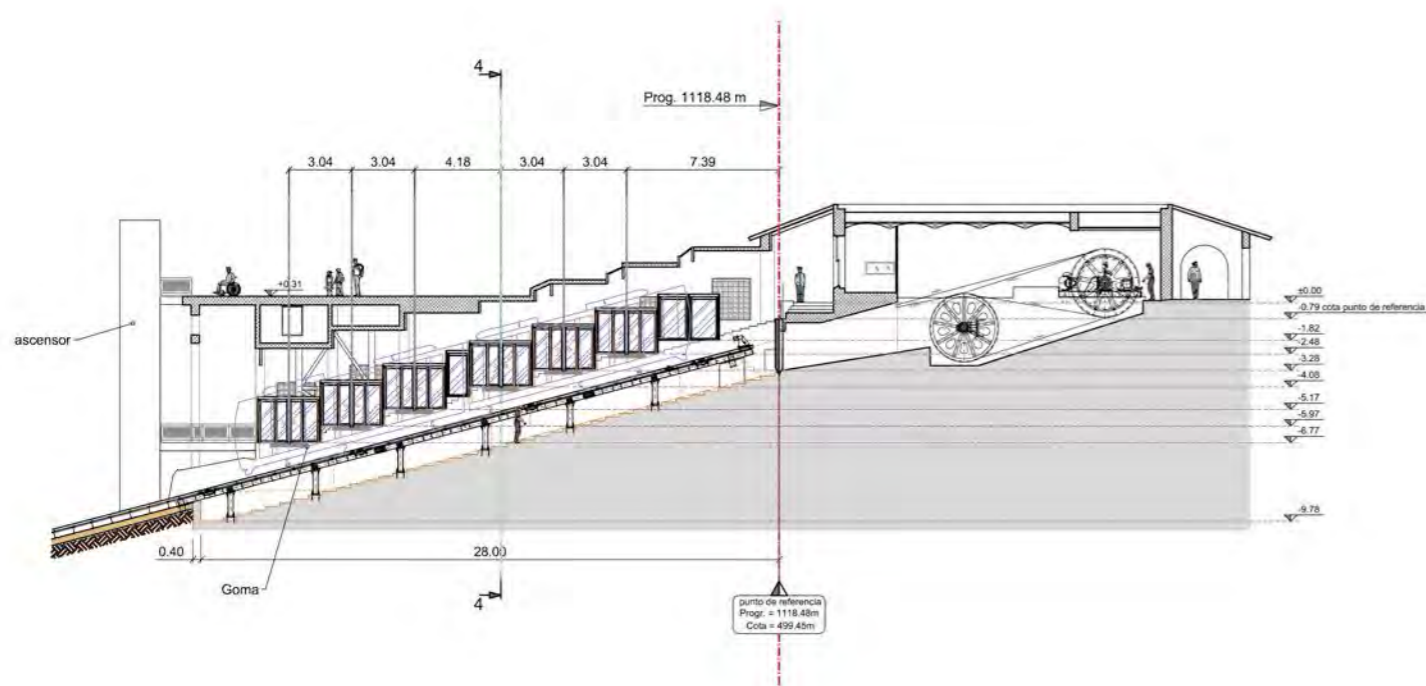 4
Prog. 1118.48 m
3.04
3.04
4.18
3.04
3.04
7.39
+0.31
ascensor
±0.00
-0.79 cota punto de referencia
-1.82
-2.48
-3.28
-4.08
-5.17
-5.97
-6.77
-9.78
0.40
28.00
Goma
4
punto de referencia
Progr. = 1118.48m
Cota = 499.45m